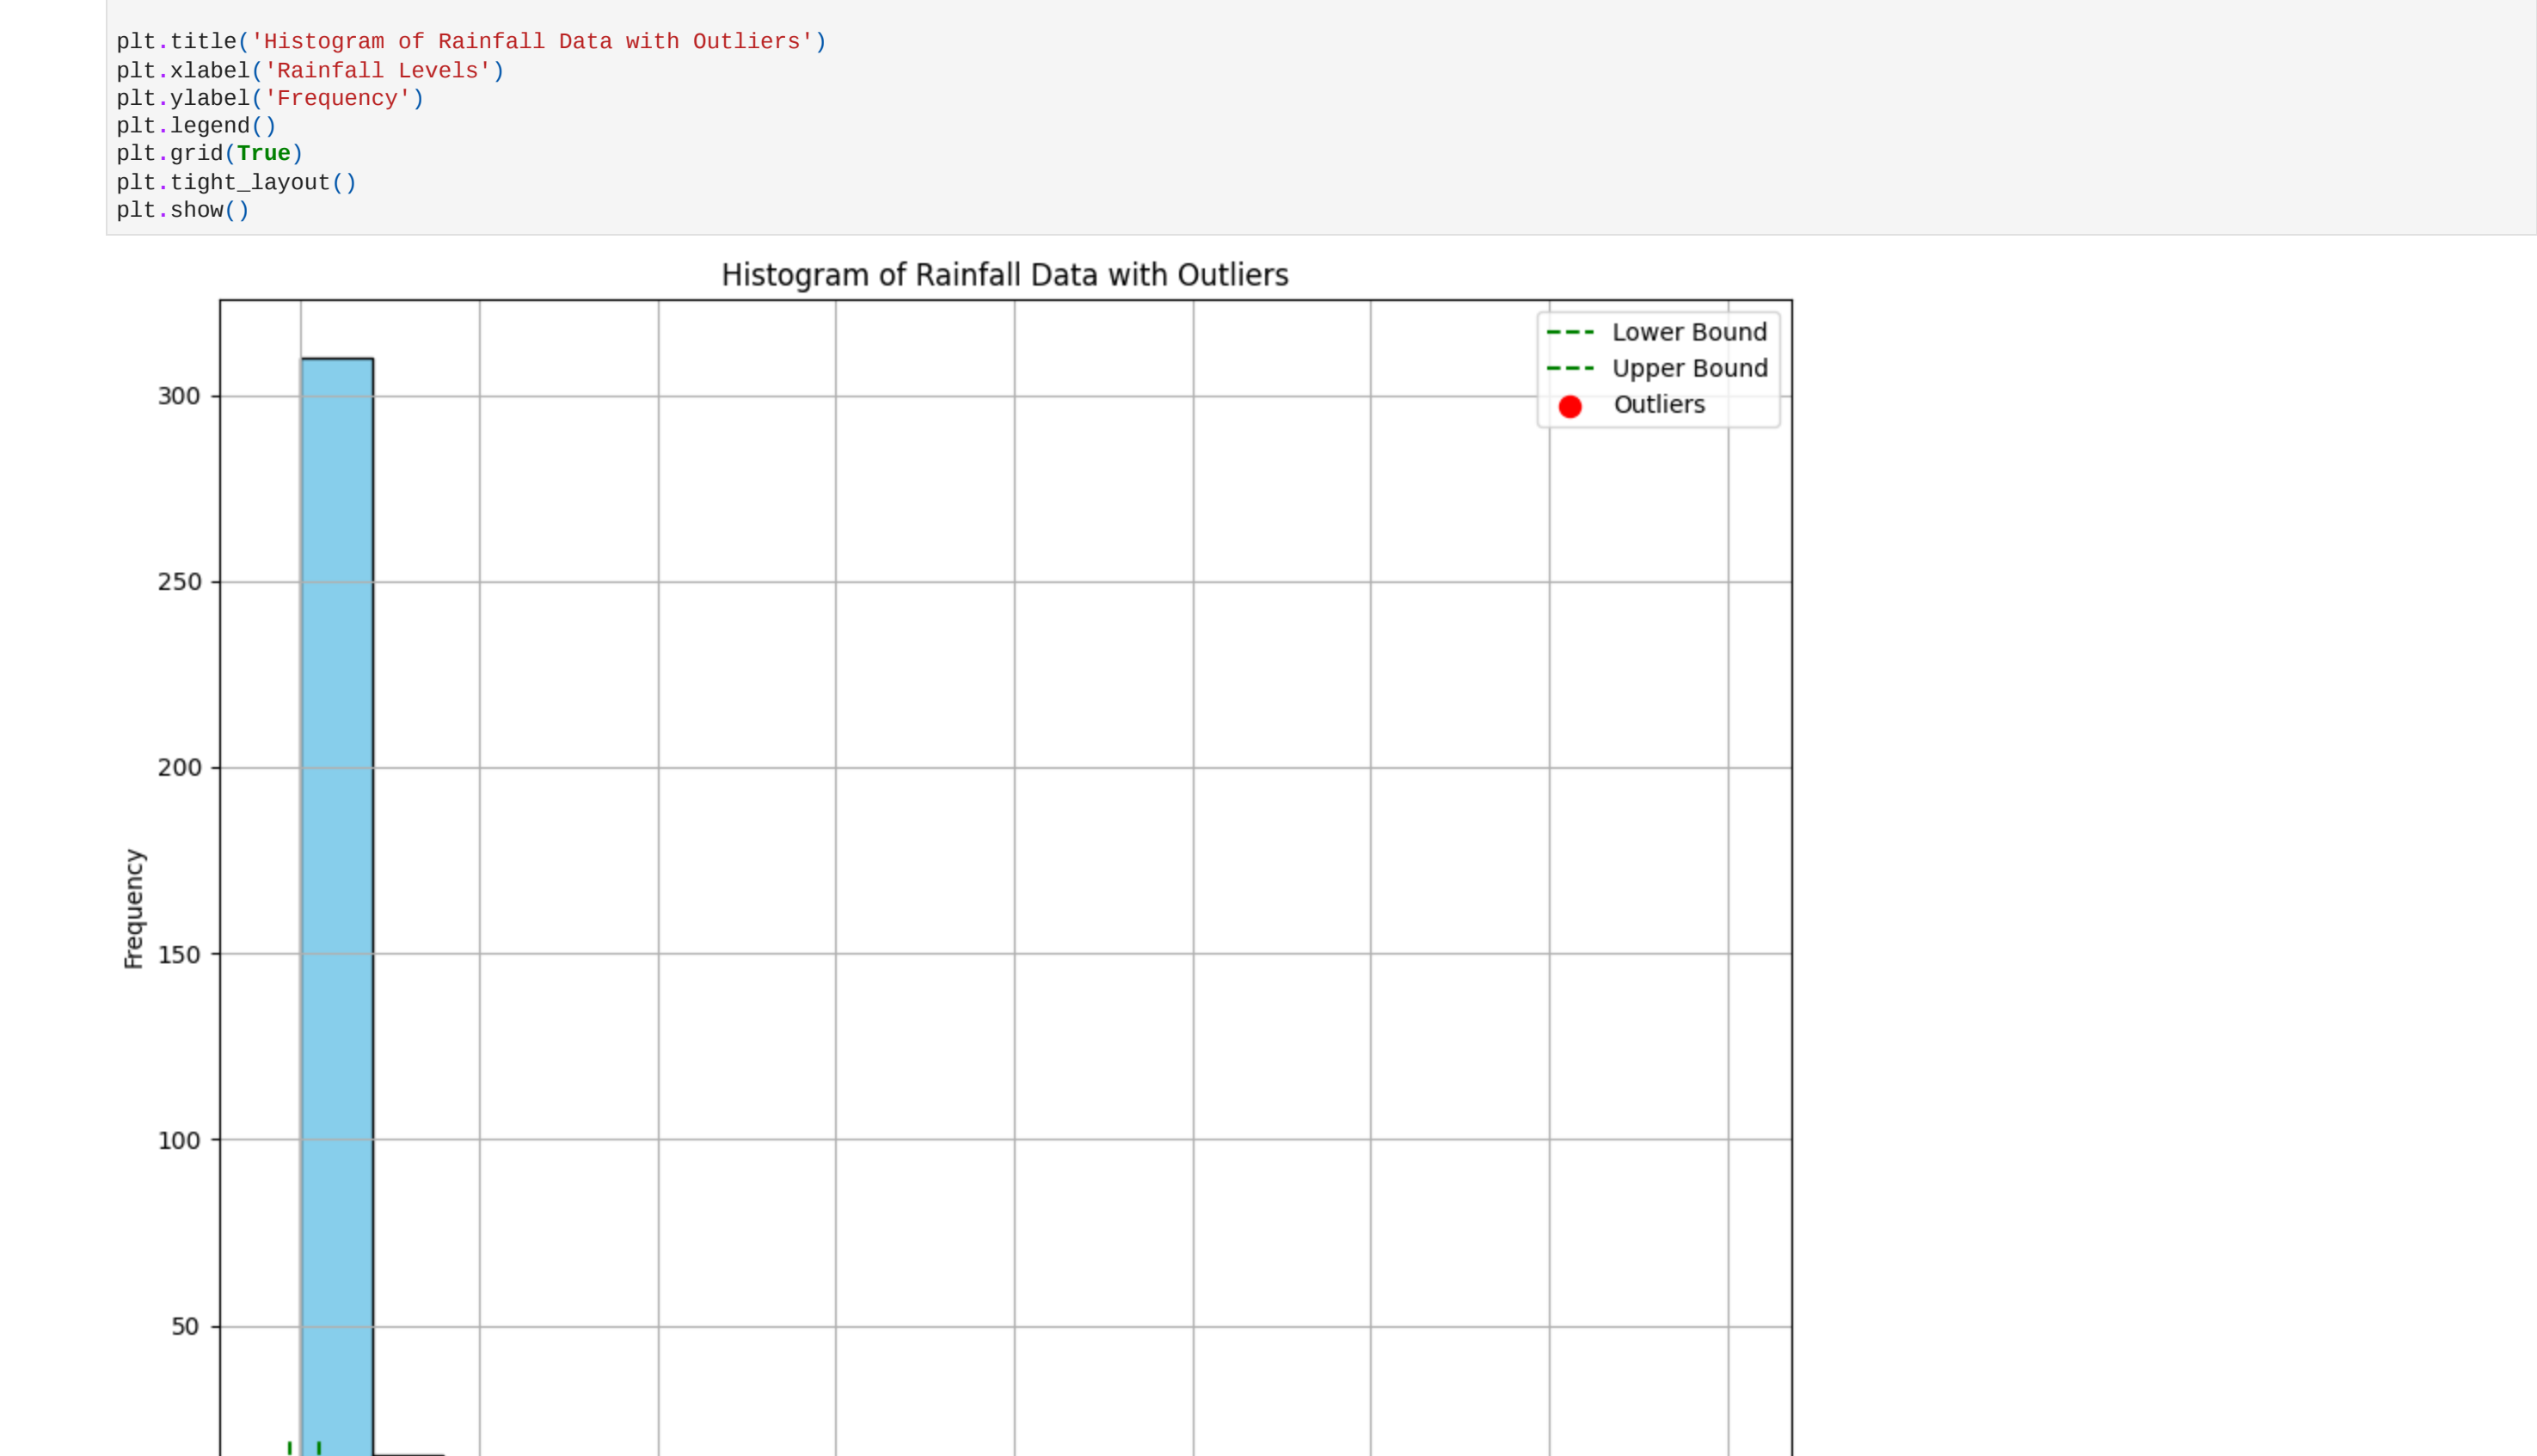 plt.title('Histogram of Rainfall Data with Outliers')
plt.xlabel('Rainfall Levels')
plt.ylabel('Frequency')
plt.legend()
plt.grid(True)
plt.tight_layout()
plt.show()
Histogram of Rainfall Data with Outliers
Lower Bound
Upper Bound
Outliers
300
250
200
Frequency
150
100
50